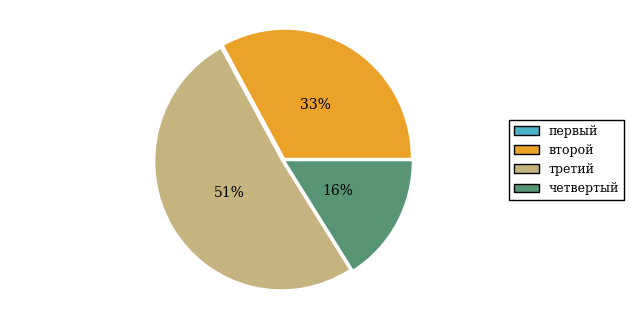 33%
51%
16%
первый
второй
третий
четвертый